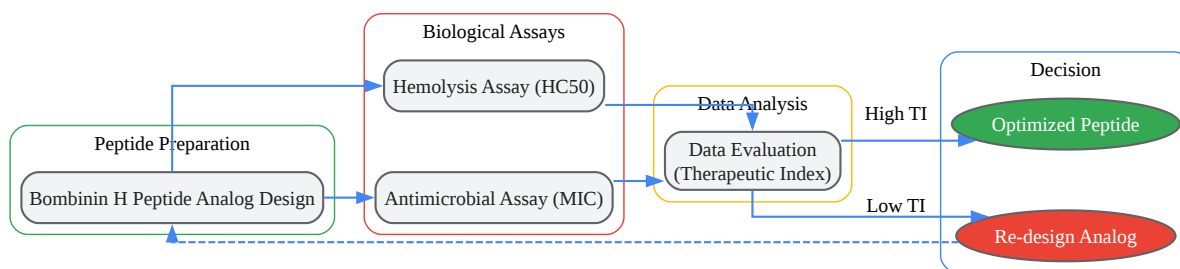 Biological Assays
Hemolysis Assay (HC50)
Antimicrobial Assay (MIC)
Peptide Preparation
Bombinin H Peptide Analog Design
Data Analysis
Data Evaluation
(Therapeutic Index)
High TI
Low TI
Decision
Optimized Peptide
Re-design Analog